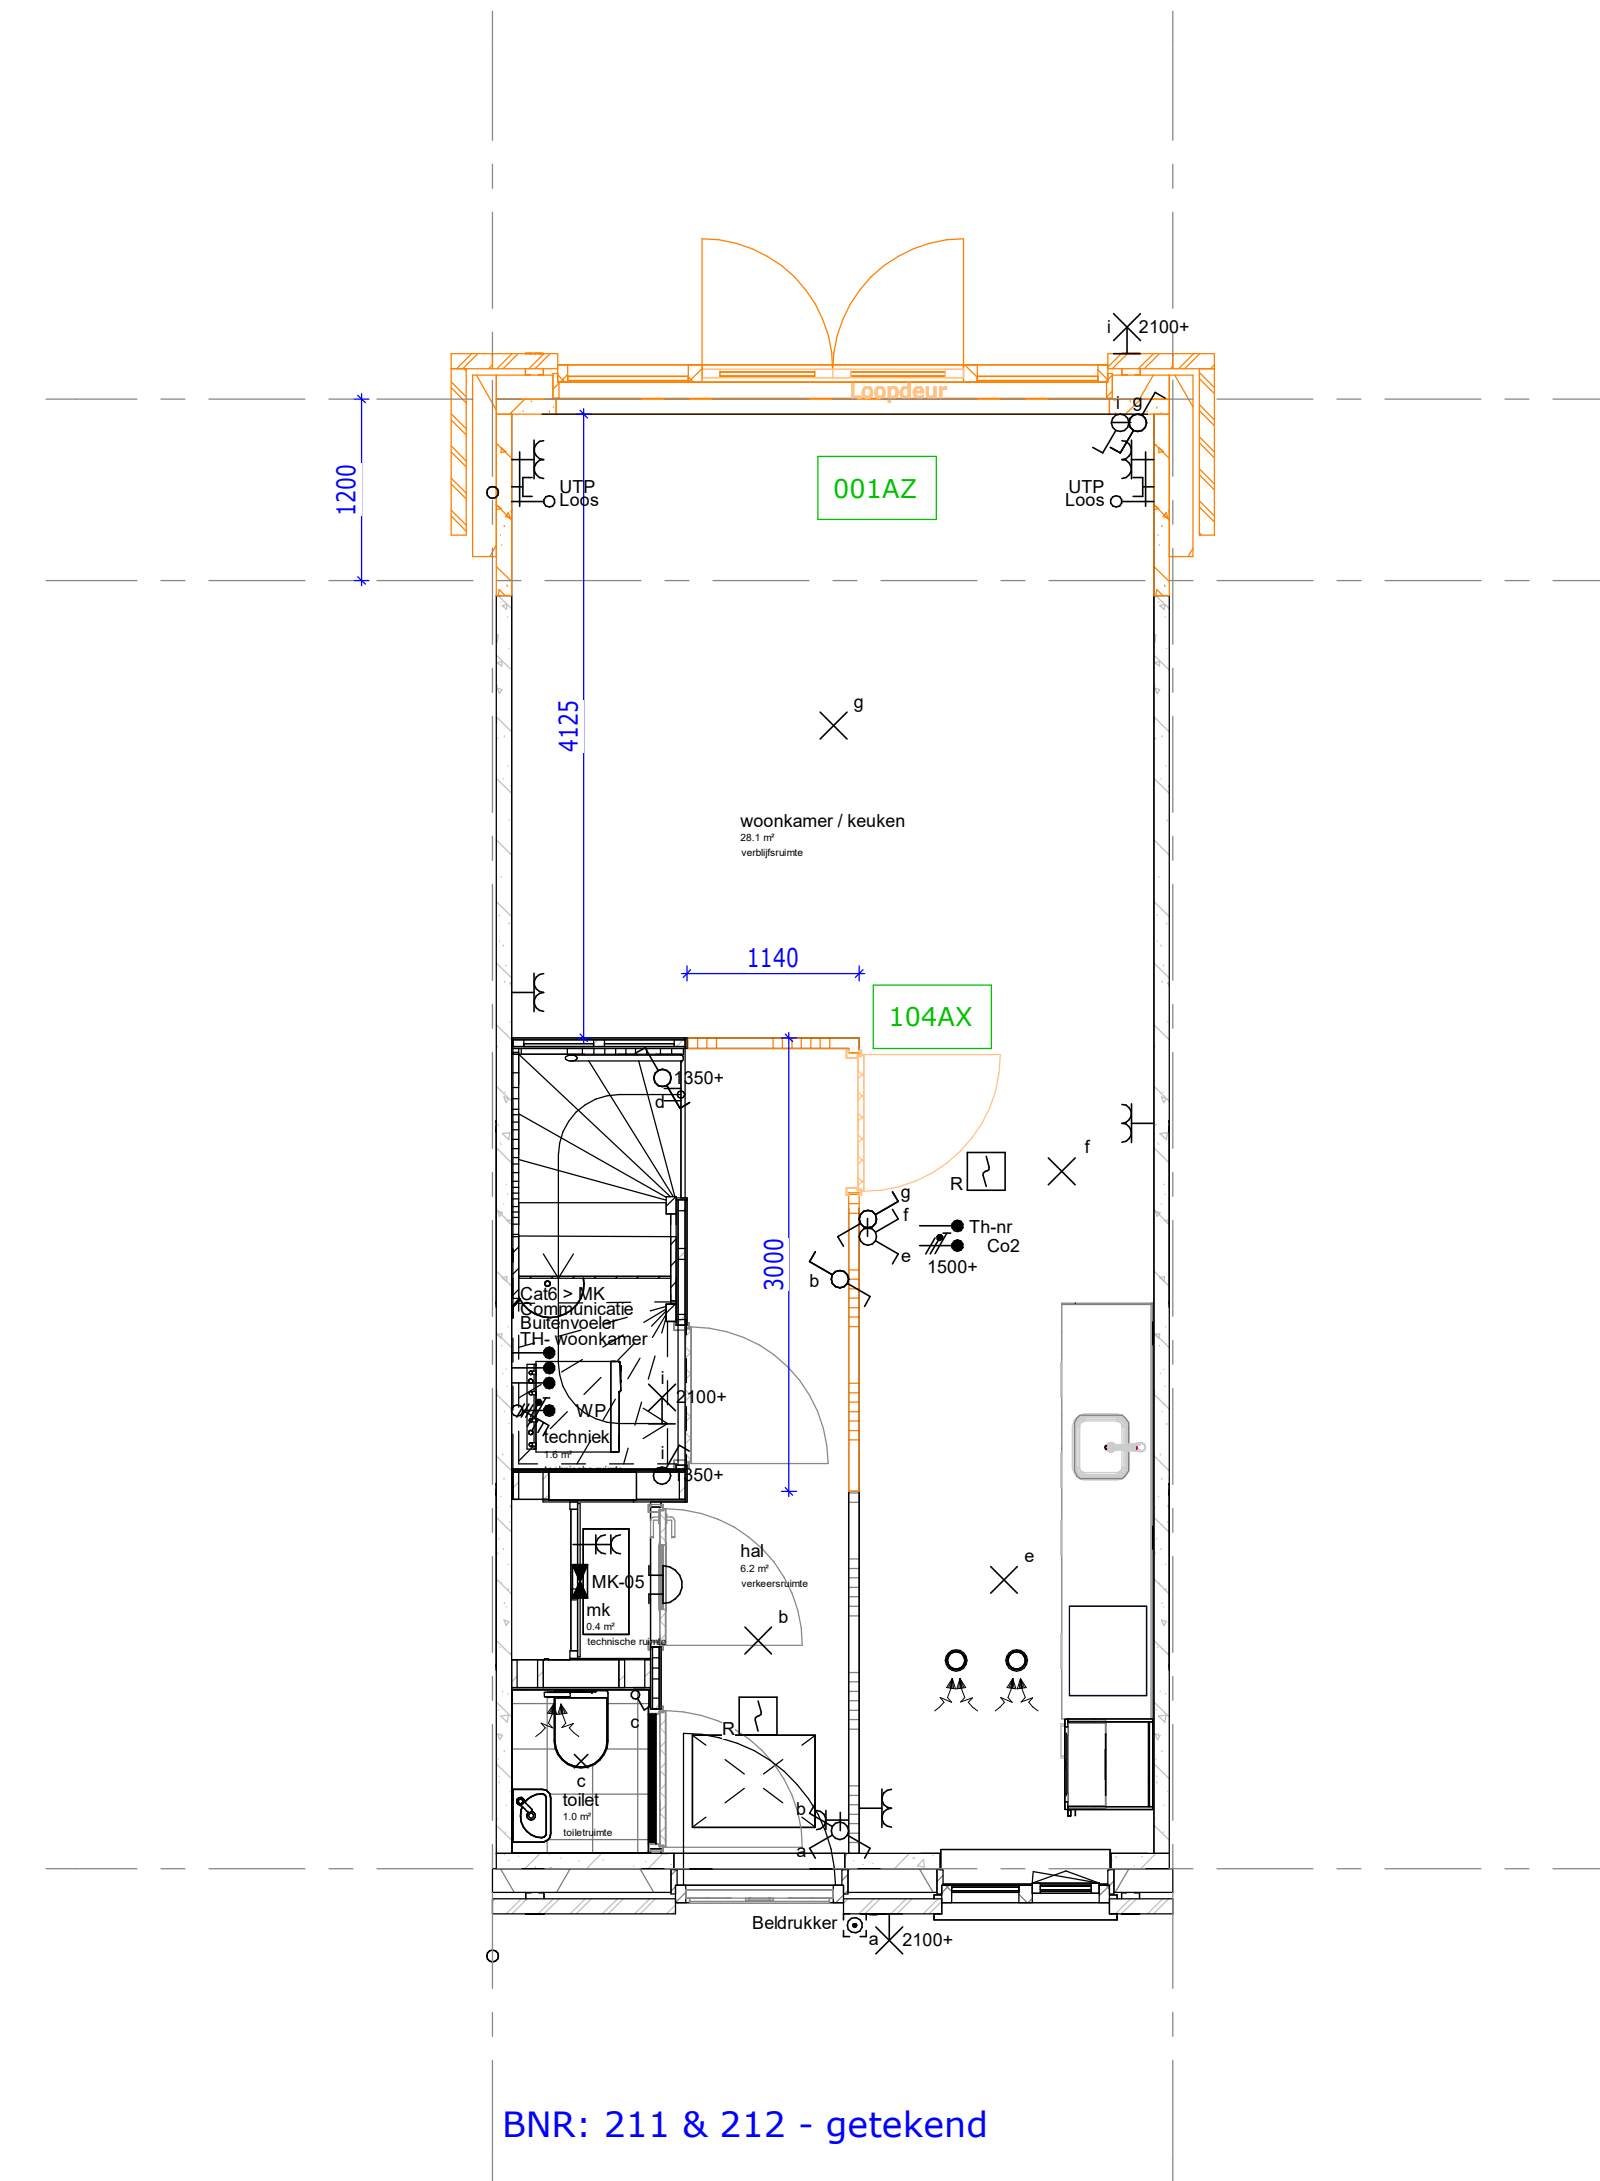 i
2100+
Loopdeur
i
g
1200
UTP
Loos
001AZ
UTP
Loos
4125
g
woonkamer / keuken
28.1 m²
verblijfsruimte
1140
104AX
1350+
d
f
R
g
f
e
Th-nr
Co2
1500+
3000
b
Cat6 > MK
Communicatie
Buitenvoeler
TH- woonkamer
i
2100+
WP
techniek
1.6 m²
i
1350+
hal
6.2 m²
verkeersruimte
e
MK-05
mk
0.4 m²
technische ruimte
b
c
R
c
toilet
1.0 m²
toiletruimte
b
a
Beldrukker
a
2100+
BNR: 211 & 212 - getekend